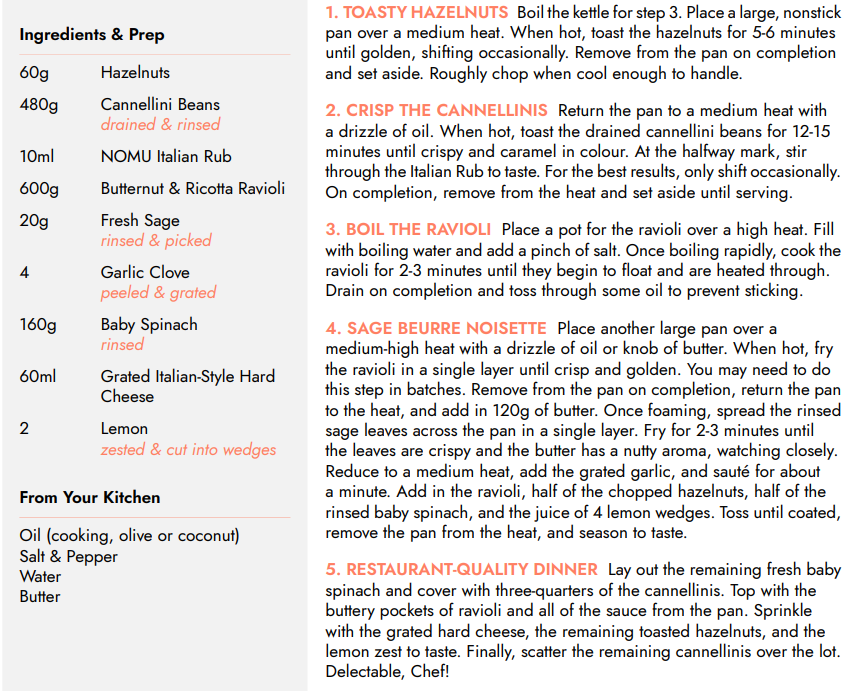 Ingredients & Prep
60g Hazelnuts
480g Cannellini Beans
drained & rinsed
10ml NOMU Italian Rub
600g Butternut & Ricotta Ravioli
20g Fresh Sage
rinsed & picked
4 Garlic Clove
peeled & grated
160g Baby Spinach
rinsed
60ml Grated Italian-Style Hard
Cheese
2 Lemon
zested & cut into wedges
From Your Kitchen
Oil (cooking, olive or coconut)
Salt & Pepper
Water
Butter
1. TOASTY HAZELNUTS Boil the kettle for step 3. Place a large, nonstick
pan over a medium heat. When hot, toast the hazelnuts for 5-6 minutes
until golden, shifting occasionally. Remove from the pan on completion
and set aside. Roughly chop when cool enough to handle.
2. CRISP THE CANNELLINIS Return the pan to a medium heat with
a drizzle of oil. When hot, toast the drained cannellini beans for 12-15
minutes until crispy and caramel in colour. At the halfway mark, stir
through the Italian Rub to taste. For the best results, only shift occasionally.
On completion, remove from the heat and set aside until serving.
3. BOIL THE RAVIOLI Place a pot for the ravioli over a high heat. Fill
with boiling water and add a pinch of salt. Once boiling rapidly, cook the
ravioli for 2-3 minutes until they begin to float and are heated through.
Drain on completion and toss through some oil to prevent sticking.
4. SAGE BEURRE NOISETTE Place another large pan over a
medium-high heat with a drizzle of oil or knob of butter. When hot, fry
the ravioli in a single layer until crisp and golden. You may need to do
this step in batches. Remove from the pan on completion, return the pan
to the heat, and add in 120g of butter. Once foaming, spread the rinsed
sage leaves across the pan in a single layer. Fry for 2-3 minutes until
the leaves are crispy and the butter has a nutty aroma, watching closely.
Reduce to a medium heat, add the grated garlic, and sauté for about
a minute. Add in the ravioli, half of the chopped hazelnuts, half of the
rinsed baby spinach, and the juice of 4 lemon wedges. Toss until coated,
remove the pan from the heat, and season to taste.
5. RESTAURANT-QUALITY DINNER Lay out the remaining fresh baby
spinach and cover with three-quarters of the cannellinis. Top with the
buttery pockets of ravioli and all of the sauce from the pan. Sprinkle
with the grated hard cheese, the remaining toasted hazelnuts, and the
lemon zest to taste. Finally, scatter the remaining cannellinis over the lot.
Delectable, Chef!